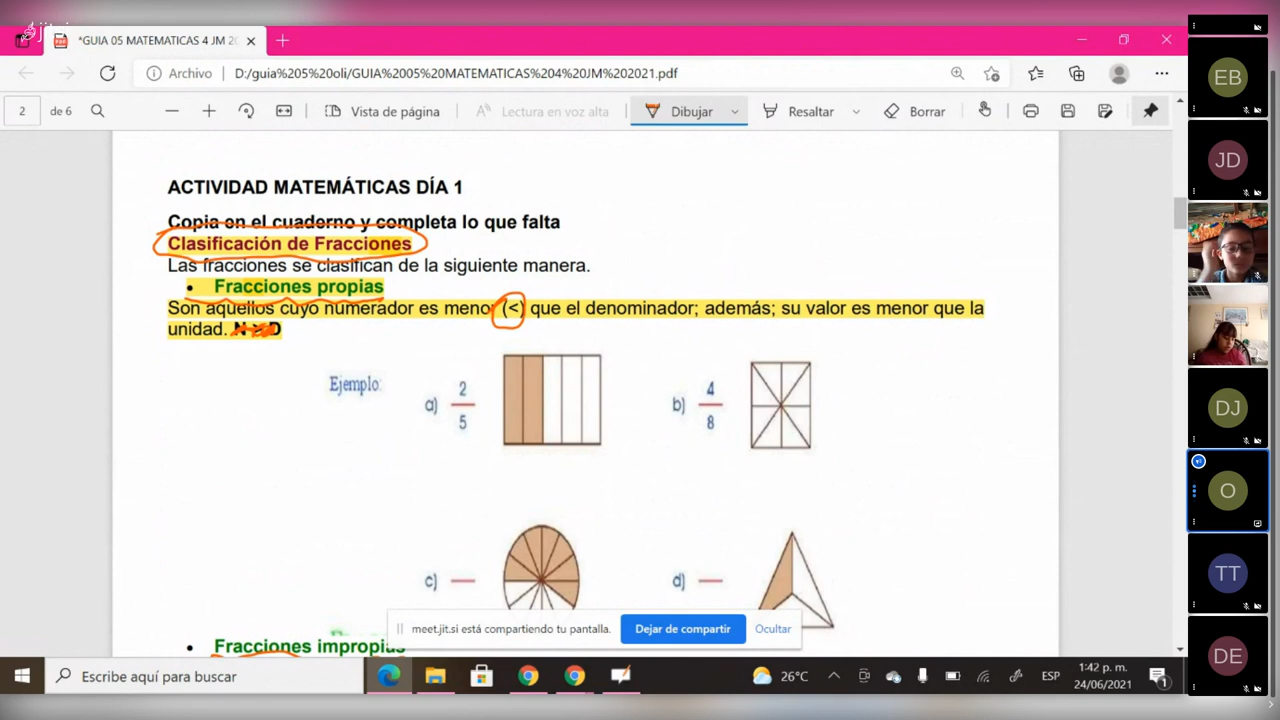 *GUIA 05 MATEMATICAS 4 JM 20
Archivo
D:/guia%205%20oli/GUIA%2005%20MATEMATICAS%204%20JM%202021.pdf
2 de 6
Vista de página
Lectura en voz alta
Dibujar
Resaltar
Borrar
ACTIVIDAD MATEMÁTICAS DÍA 1
Copia en el cuaderno y completa lo que falta
Clasificación de Fracciones
Las fracciones se clasifican de la siguiente manera.
• Fracciones propias
Son aquellos cuyo numerador es menor (<) que el denominador; además; su valor es menor que la
unidad. N > D
Ejemplo:
a) 2/5
b) 4/8
c)
d)
meet.jit.si está compartiendo tu pantalla.
Dejar de compartir
Ocultar
• Fracciones impropias
Escribe aquí para buscar
26°C
ESP
1:42 p. m.
24/06/2021
1
EB
JD
DJ
O
TT
DE